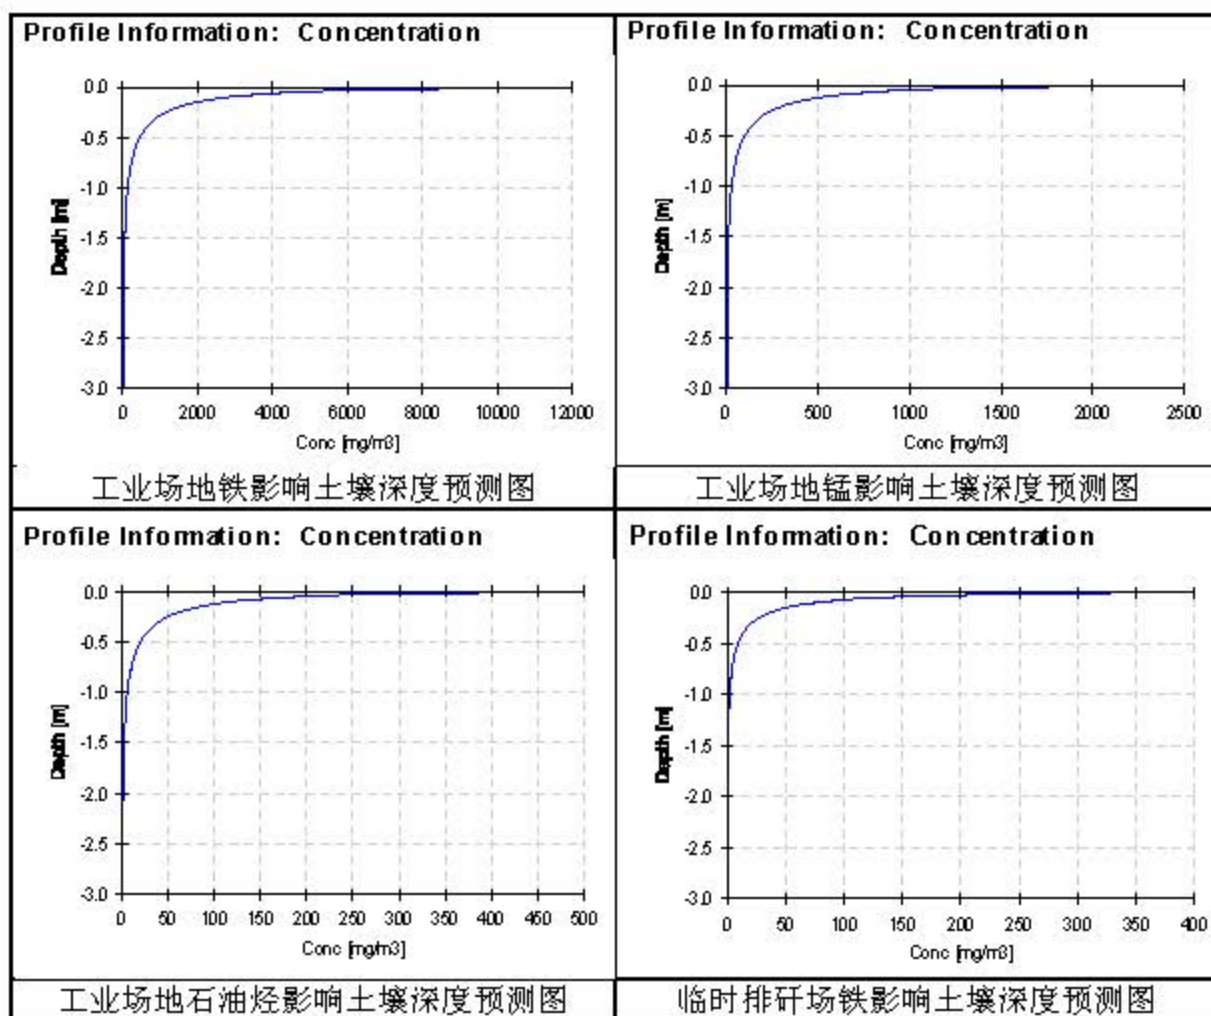 Profile Information: Concentration
0.0
-0.5
-1.0
-1.5
-2.0
-2.5
-3.0
Depth [m]
0 2000 4000 6000 8000 10000 12000
Conc [mg/m3]
工业场地铁影响土壤深度预测图
Profile Information: Concentration
0.0
-0.5
-1.0
-1.5
-2.0
-2.5
-3.0
Depth [m]
0 500 1000 1500 2000 2500
Conc [mg/m3]
工业场地锰影响土壤深度预测图
Profile Information: Concentration
0.0
-0.5
-1.0
-1.5
-2.0
-2.5
-3.0
Depth [m]
0 50 100 150 200 250 300 350 400 450 500
Conc [mg/m3]
工业场地石油烃影响土壤深度预测图
Profile Information: Concentration
0.0
-0.5
-1.0
-1.5
-2.0
-2.5
-3.0
Depth [m]
0 50 100 150 200 250 300 350 400
Conc [mg/m3]
临时排矸场铁影响土壤深度预测图